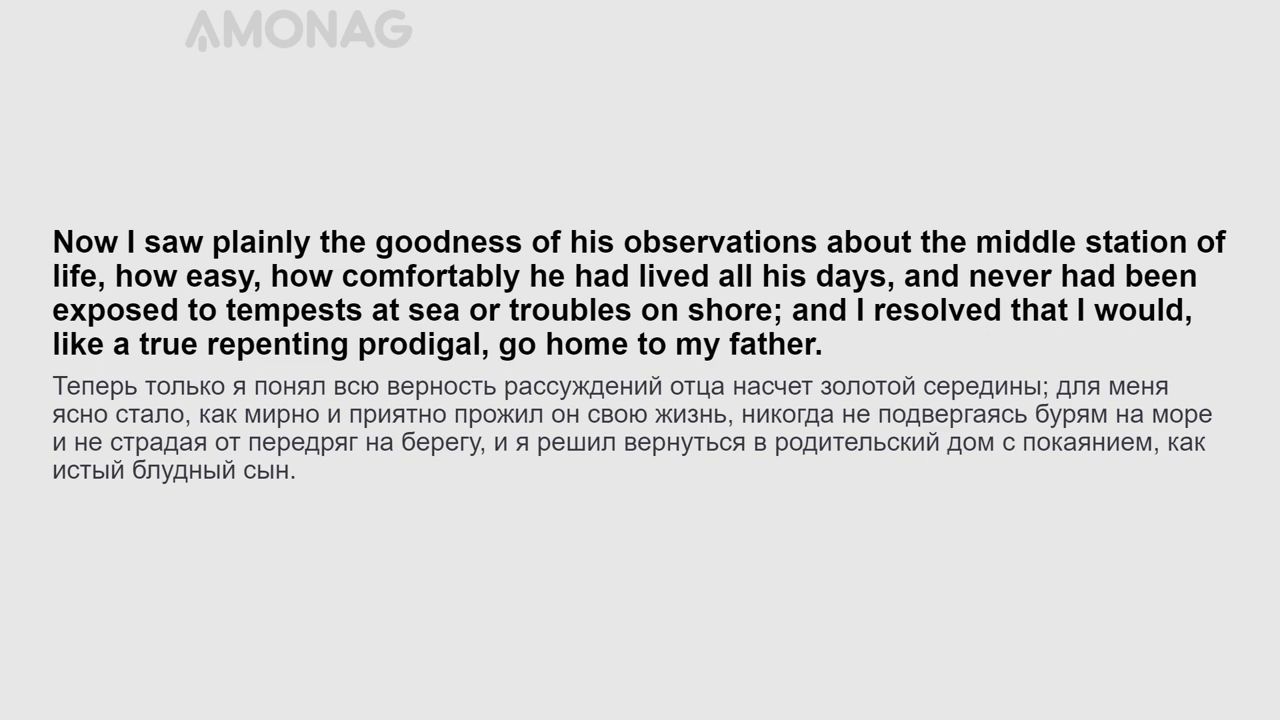 AMONAG
Now I saw plainly the goodness of his observations about the middle station of
life, how easy, how comfortably he had lived all his days, and never had been
exposed to tempests at sea or troubles on shore; and I resolved that I would,
like a true repenting prodigal, go home to my father.
Теперь только я понял всю верность рассуждений отца насчет золотой середины; для меня
ясно стало, как мирно и приятно прожил он свою жизнь, никогда не подвергаясь бурям на море
и не страдая от передряг на берегу, и я решил вернуться в родительский дом с покаянием, как
истый блудный сын.